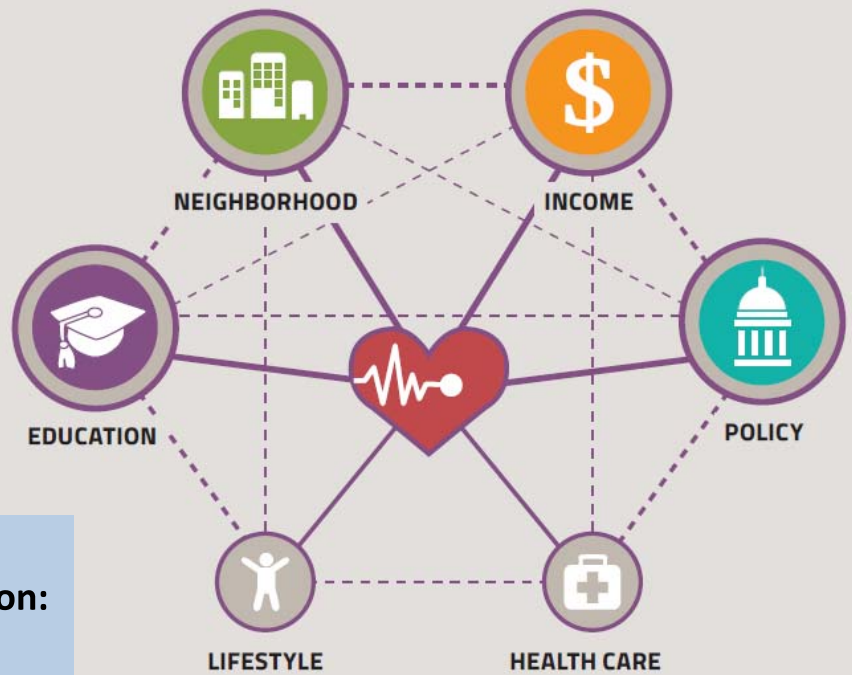 $
NEIGHBORHOOD
INCOME
EDUCATION
POLICY
on:
LIFESTYLE
HEALTH CARE